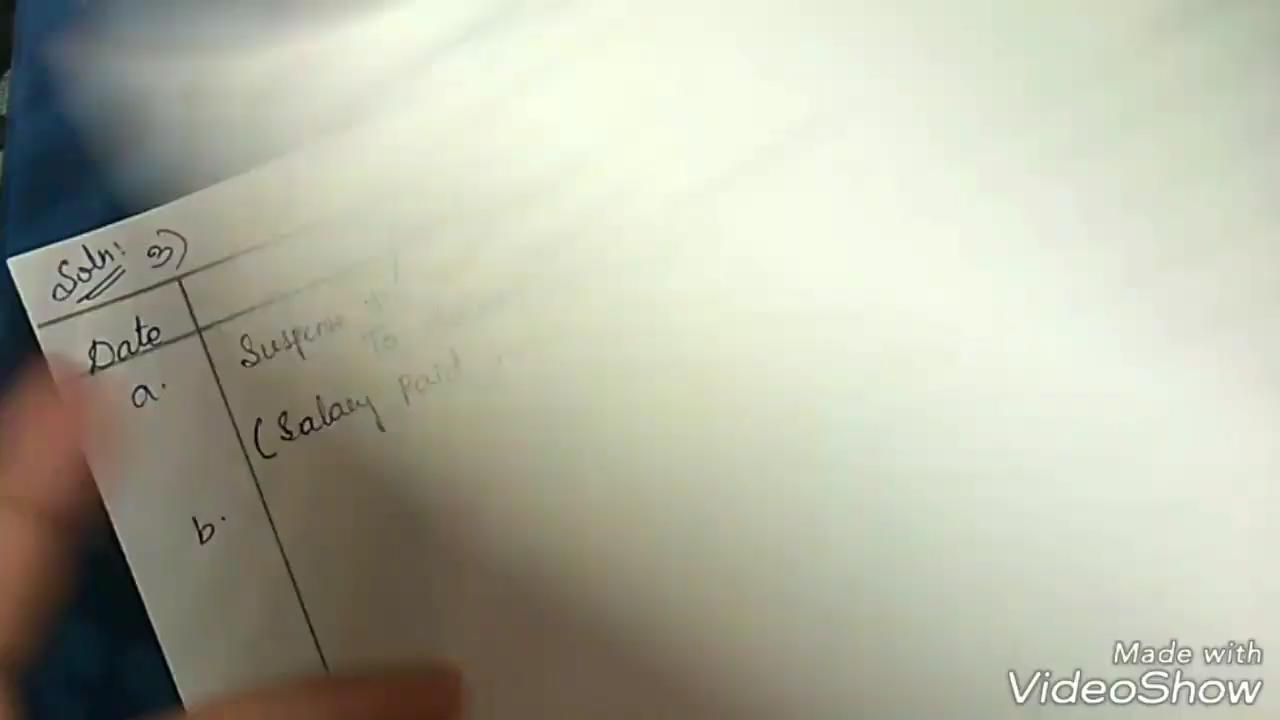 Soln: 3)
Date
a. Suspense
To
(Salary Paid
b.
Made with
VideoShow